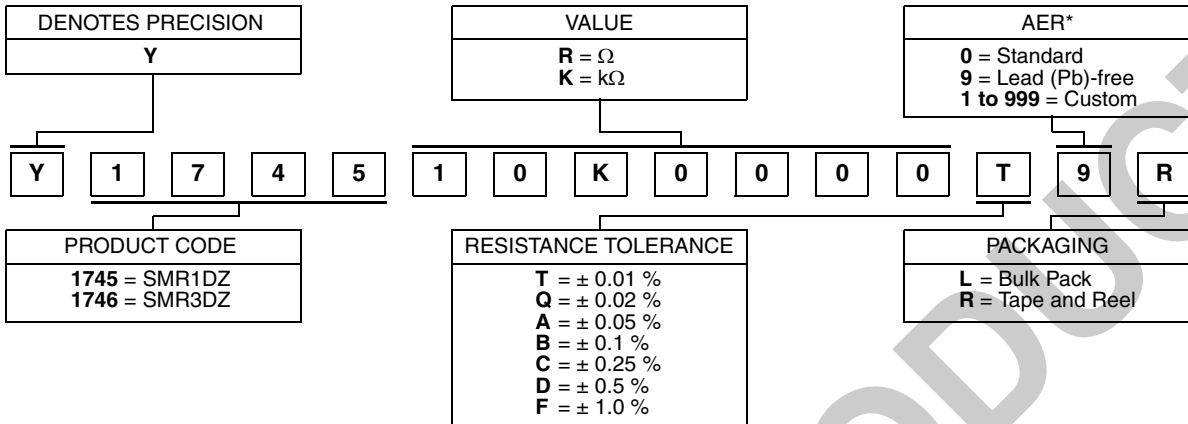 DENOTES PRECISION
Y
VALUE
R = Ω
K = kΩ
AER*
0 = Standard
9 = Lead (Pb)-free
1 to 999 = Custom
Y 1 7 4 5 1 0 K 0 0 0 0 T 9 R
PRODUCT CODE
1745 = SMR1DZ
1746 = SMR3DZ
RESISTANCE TOLERANCE
T = ± 0.01 %
Q = ± 0.02 %
A = ± 0.05 %
B = ± 0.1 %
C = ± 0.25 %
D = ± 0.5 %
F = ± 1.0 %
PACKAGING
L = Bulk Pack
R = Tape and Reel